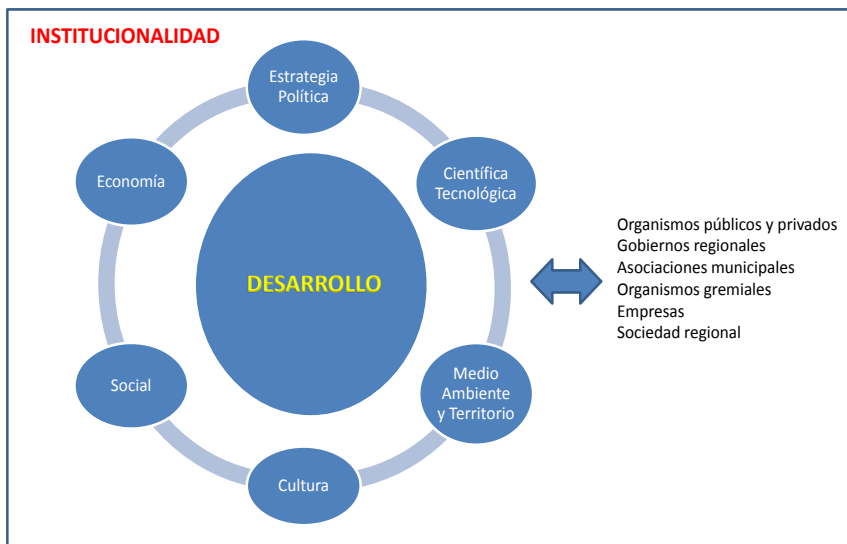 INSTITUCIONALIDAD
Estrategia
Política
Economía
Científica
Tecnológica
DESARROLLO
Organismos públicos y privados
Gobiernos regionales
Asociaciones municipales
Organismos gremiales
Empresas
Sociedad regional
Social
Medio
Ambiente
y Territorio
Cultura